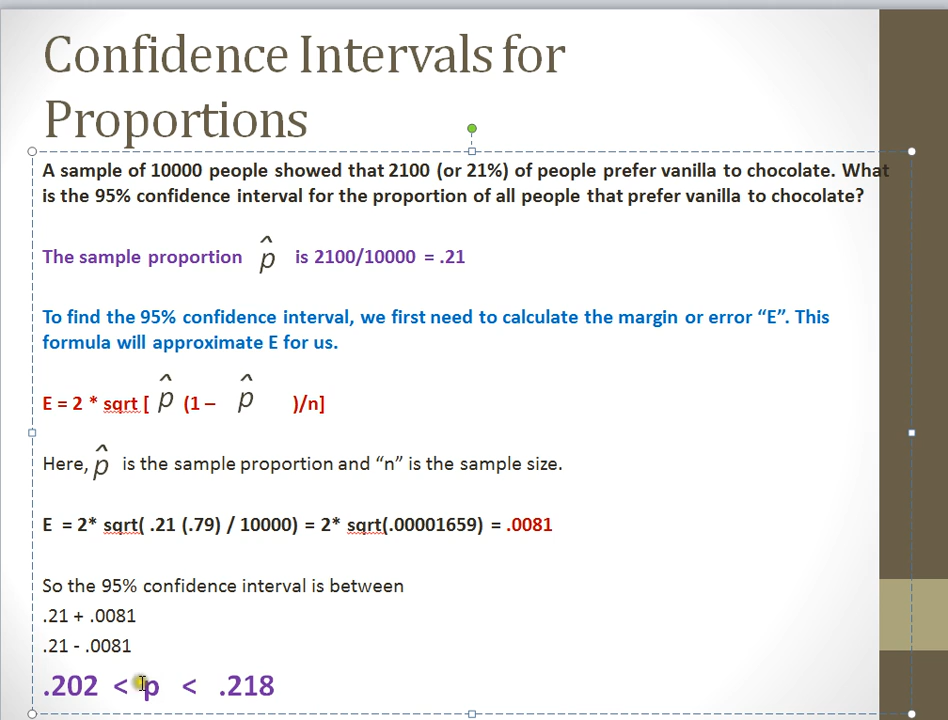 Confidence Intervals for
Proportions
A sample of 10000 people showed that 2100 (or 21%) of people prefer vanilla to chocolate. What
is the 95% confidence interval for the proportion of all people that prefer vanilla to chocolate?
The sample proportion p̂ is 2100/10000 = .21
To find the 95% confidence interval, we first need to calculate the margin or error “E”. This
formula will approximate E for us.
E = 2 * sqrt [ p̂ (1 – p̂ )/n]
Here, p̂ is the sample proportion and “n” is the sample size.
E = 2* sqrt( .21 (.79) / 10000) = 2* sqrt(.00001659) = .0081
So the 95% confidence interval is between
.21 + .0081
.21 - .0081
.202 < p < .218